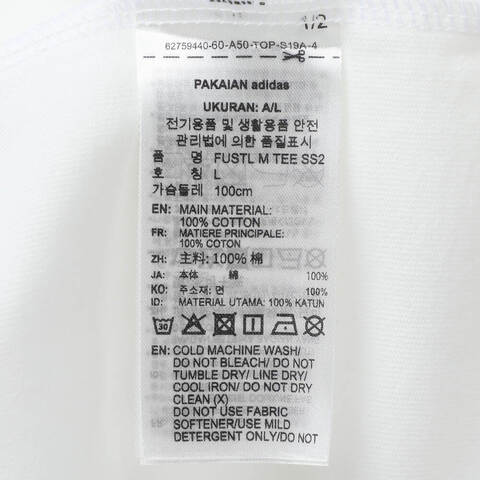 1/2
62759440-60-A50-TOP-S19A-4
PAKAIAN adidas
UKURAN: A/L
전기용품 및 생활용품 안전
관리법에 의한 품질표시
품 명 FUSTL M TEE SS2
호 칭 L
가슴둘레 100cm
EN: MAIN MATERIAL:
100% COTTON
FR: MATIERE PRINCIPALE:
100% COTON
ZH: 主料: 100% 棉
JA: 本体 綿 100%
KO: 주소재: 면 100%
ID: MATERIAL UTAMA: 100% KATUN
30
EN: COLD MACHINE WASH/
DO NOT BLEACH/ DO NOT
TUMBLE DRY/ LINE DRY/
COOL IRON/ DO NOT DRY
CLEAN (X)
DO NOT USE FABRIC
SOFTENER/USE MILD
DETERGENT ONLY/DO NOT